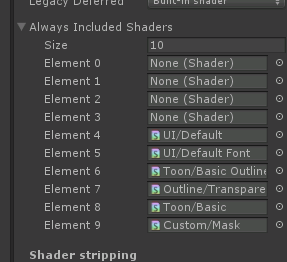 Legacy Deferred Built-in shader
Always Included Shaders
Size 10
Element 0 None (Shader)
Element 1 None (Shader)
Element 2 None (Shader)
Element 3 None (Shader)
Element 4 UI/Default
Element 5 UI/Default Font
Element 6 Toon/Basic Outline
Element 7 Outline/Transpare
Element 8 Toon/Basic
Element 9 Custom/Mask
Shader stripping